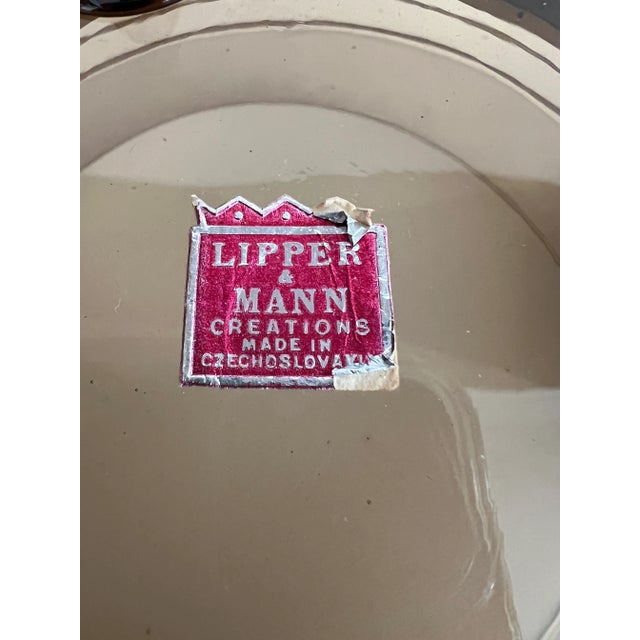 LIPPER
&
MANN
CREATIONS
MADE IN
CZECHOSLOVAKIA